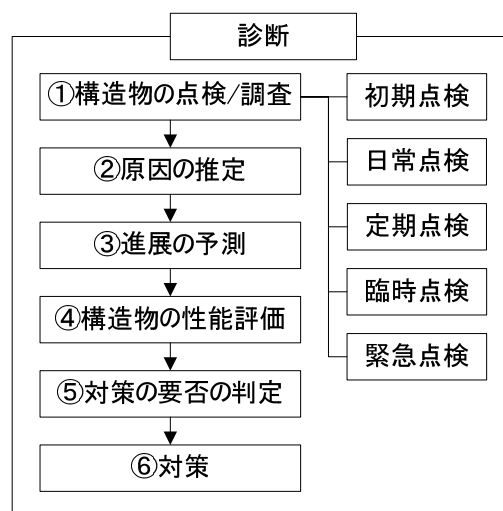 診断
①構造物の点検/調査
②原因の推定
③進展の予測
④構造物の性能評価
⑤対策の要否の判定
⑥対策
初期点検
日常点検
定期点検
臨時点検
緊急点検